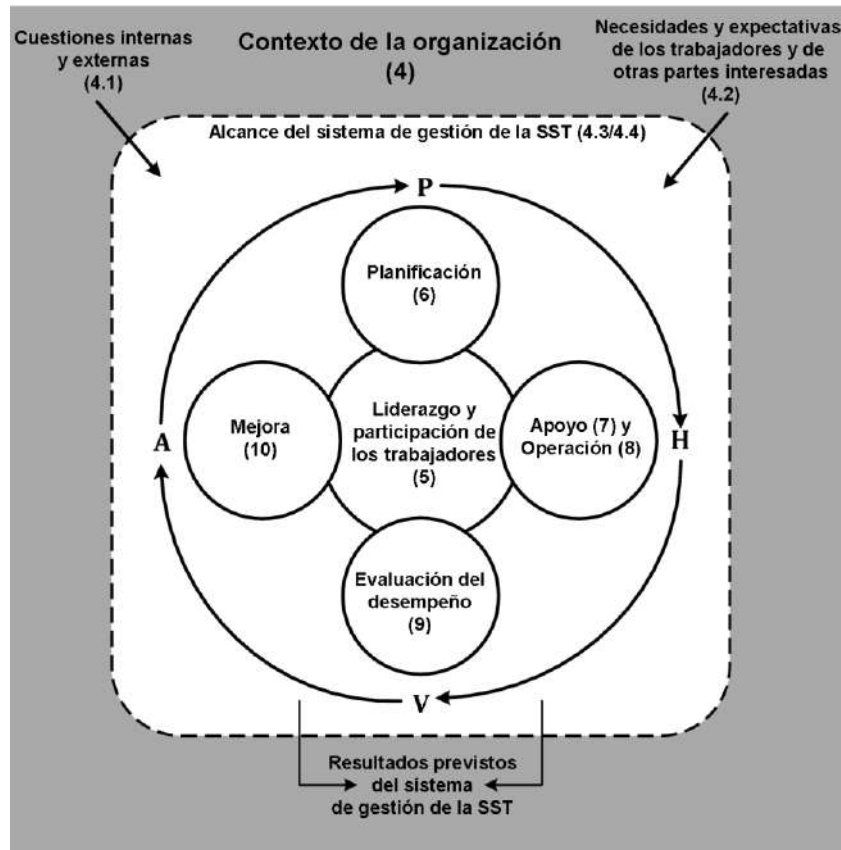 Cuestiones internas
y externas
(4.1)
Contexto de la organización
(4)
Necesidades y expectativas
de los trabajadores y de
otras partes interesadas
(4.2)
Alcance del sistema de gestión de la SST (4.3/4.4)
P
Planificación
(6)
A
Mejora
(10)
Liderazgo y
participación de
los trabajadores
(5)
Apoyo (7) y
Operación (8)
H
Evaluación del
desempeño
(9)
V
Resultados previstos
del sistema
de gestión de la SST